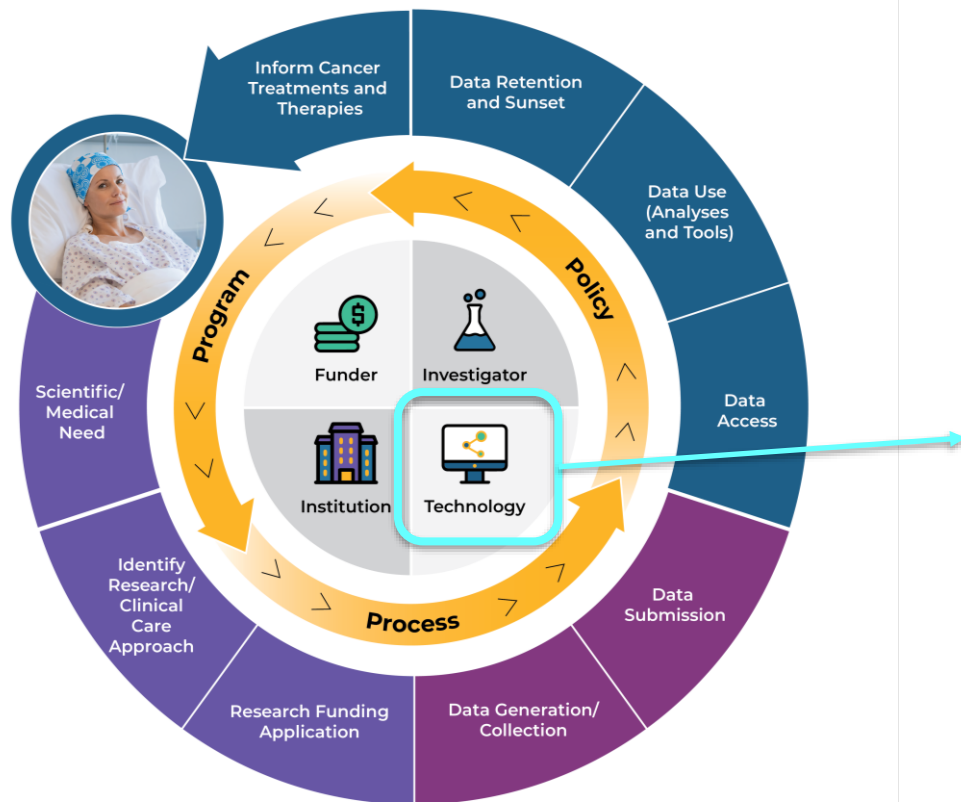 Inform Cancer
Treatments and
Therapies
Data Retention
and Sunset
Data Use
(Analyses
and Tools)
Data
Access
Data
Submission
Data Generation/
Collection
Research Funding
Application
Identify
Research/
Clinical
Care
Approach
Scientific/
Medical
Need
Program
Policy
Process
$
Funder
Investigator
Institution
Technology